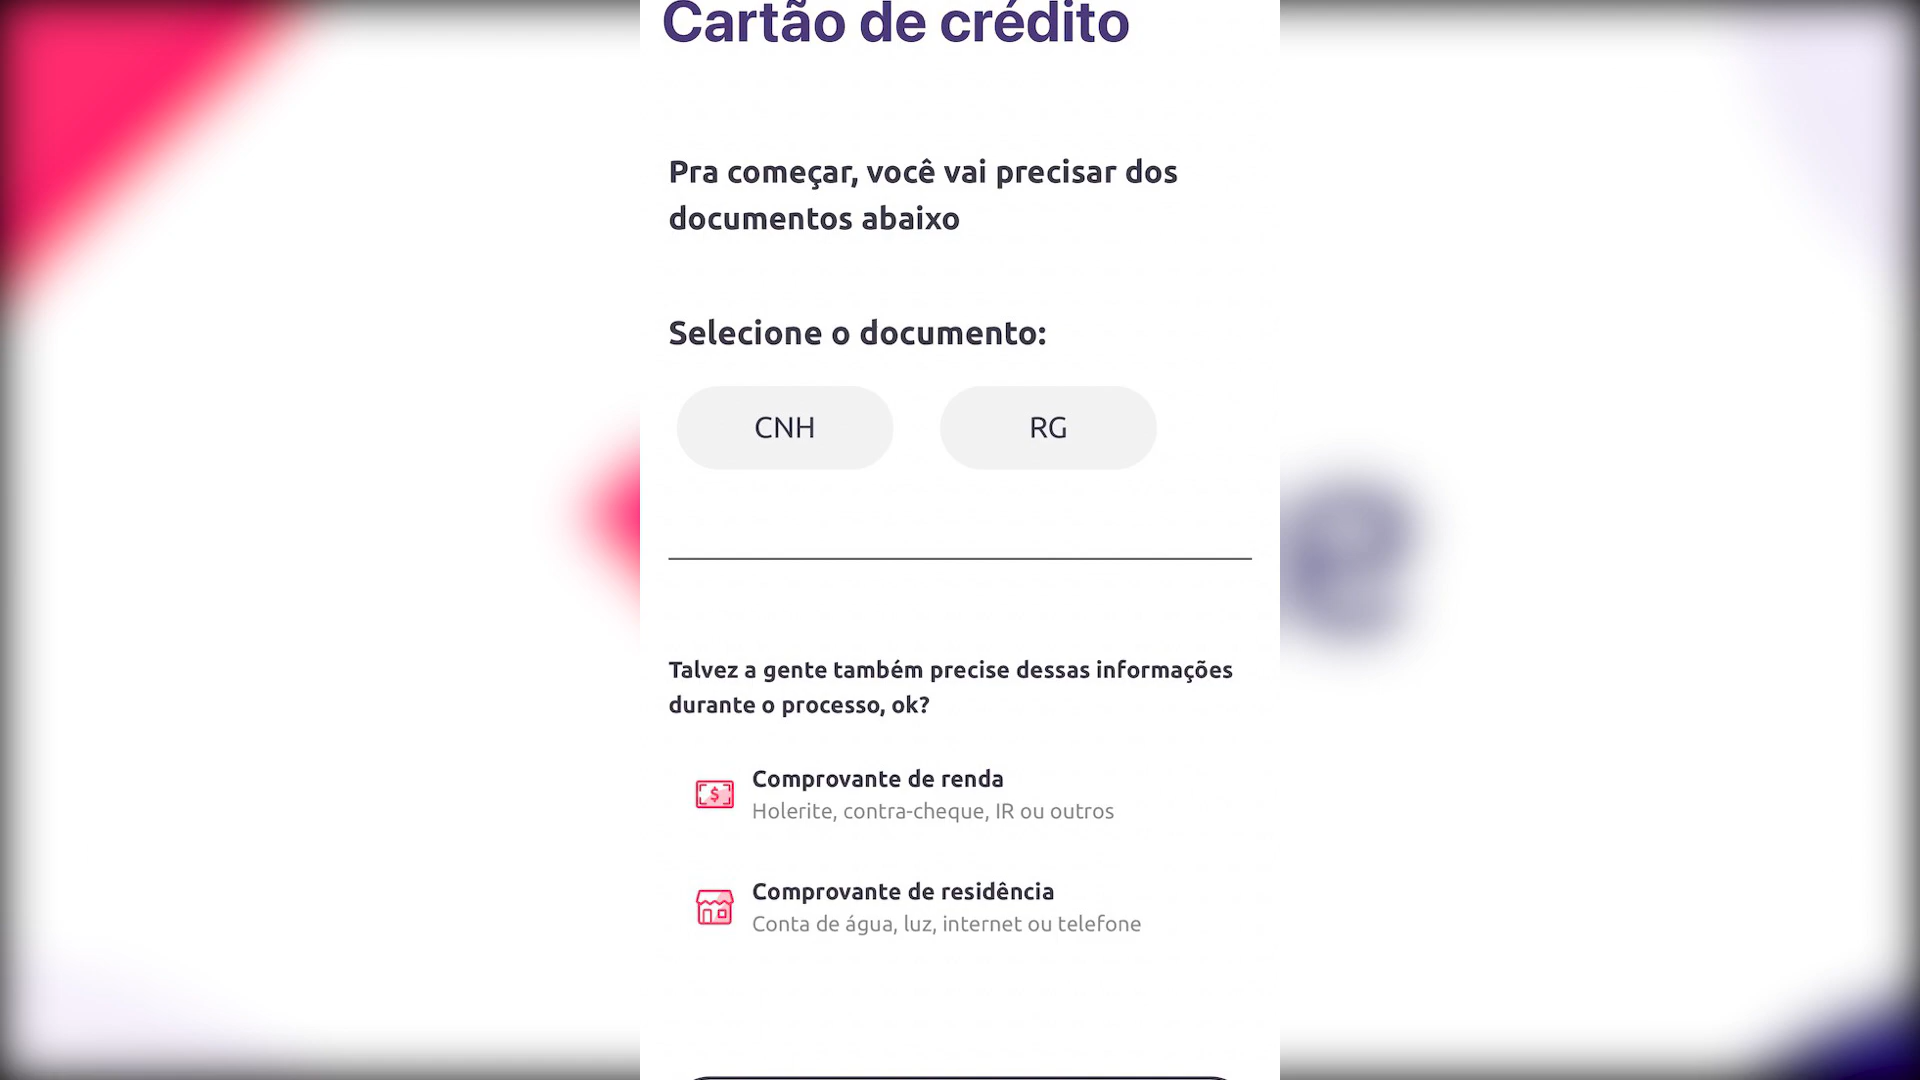 Cartão de crédito
Pra começar, você vai precisar dos
documentos abaixo
Selecione o documento:
CNH
RG
Talvez a gente também precise dessas informações
durante o processo, ok?
Comprovante de renda
Holerite, contra-cheque, IR ou outros
Comprovante de residência
Conta de água, luz, internet ou telefone